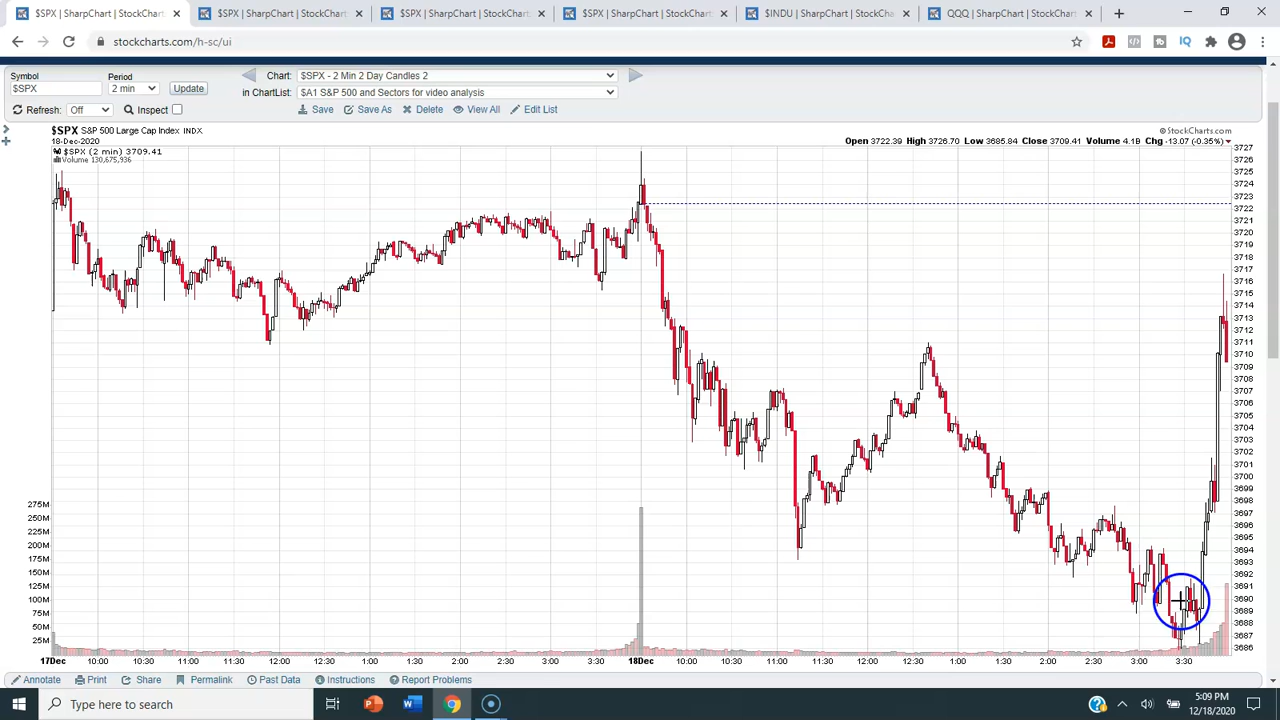 $SPX | SharpChart | StockCharts.
$SPX | SharpChart | StockCharts.
$SPX | SharpChart | StockCharts.
$SPX | SharpChart | StockCharts.
$INDU | SharpChart | StockCha
QQQ | SharpChart | StockCharts.
stockcharts.com/h-sc/ui
Symbol
Period
Chart: $SPX - 2 Min 2 Day Candles 2
$SPX
2 min
Update
in ChartList: $A1 S&P 500 and Sectors for video analysis
Refresh: Off
Inspect
Save
Save As
Delete
View All
Edit List
$SPX S&P 500 Large Cap Index INDX
© StockCharts.com
18-Dec-2020
Open 3722.39 High 3726.70 Low 3685.84 Close 3709.41 Volume 4.1B Chg -13.07 (-0.35%)
$SPX (2 min) 3709.41
Volume 130,675,936
3727
3726
3725
3724
3723
3722
3721
3720
3719
3718
3717
3716
3715
3714
3713
3712
3711
3710
3709
3708
3707
3706
3705
3704
3703
3702
3701
3700
3699
3698
3697
3696
3695
3694
3693
3692
3691
3690
3689
3688
3687
3686
275M
250M
225M
200M
175M
150M
125M
100M
75M
50M
25M
17Dec 10:00 10:30 11:00 11:30 12:00 12:30 1:00 1:30 2:00 2:30 3:00 3:30 18Dec 10:00 10:30 11:00 11:30 12:00 12:30 1:00 1:30 2:00 2:30 3:00 3:30
Annotate
Print
Share
Permalink
Past Data
Instructions
Report Problems
Type here to search
5:09 PM
12/18/2020